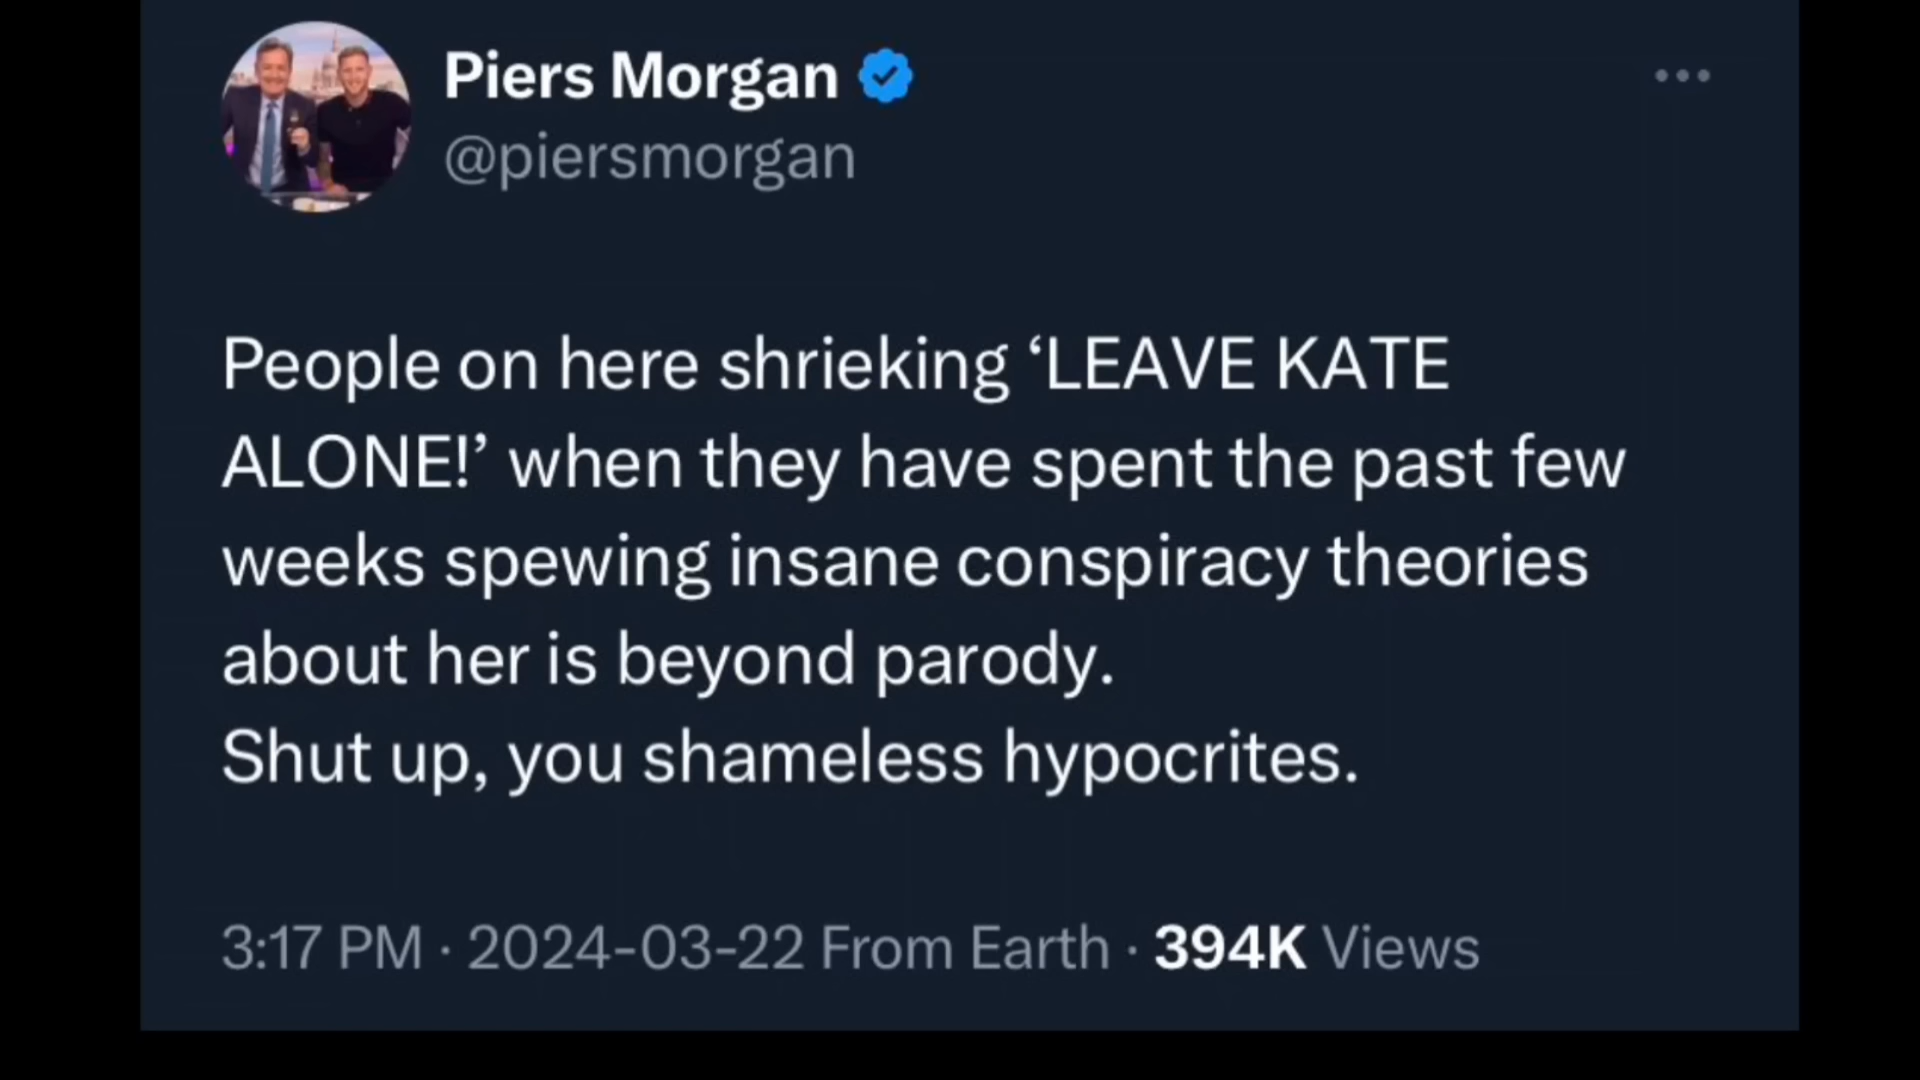 Piers Morgan
@piersmorgan
People on here shrieking ‘LEAVE KATE
ALONE!’ when they have spent the past few
weeks spewing insane conspiracy theories
about her is beyond parody.
Shut up, you shameless hypocrites.
3:17 PM · 2024-03-22 From Earth · 394K Views